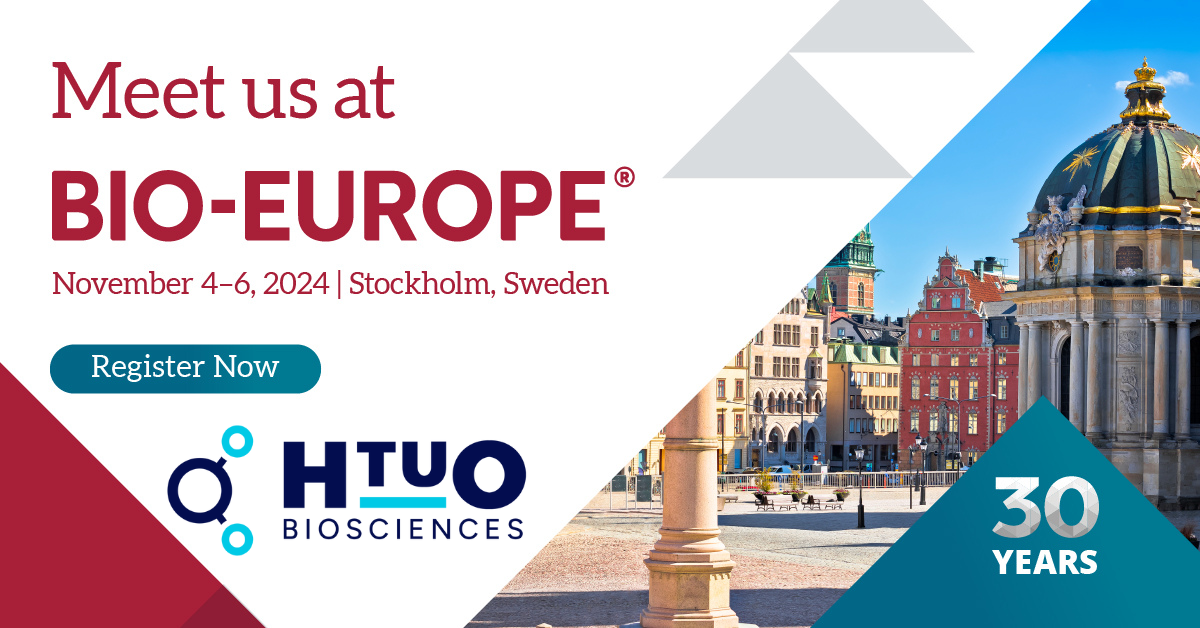 Meet us at
BIO-EUROPE®
November 4–6, 2024 | Stockholm, Sweden
Register Now
HTUO
BIOSCIENCES
30
YEARS